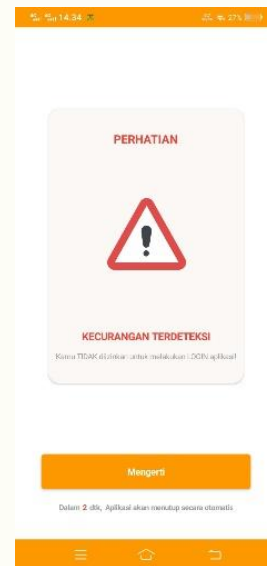 14.34
27%
PERHATIAN
KECURANGAN TERDETEKSI
Kamu TIDAK diizinkan untuk melakukan LOGIN aplikasi!
Mengerti
Dalam 2 dtk, Aplikasi akan menutup secara otomatis